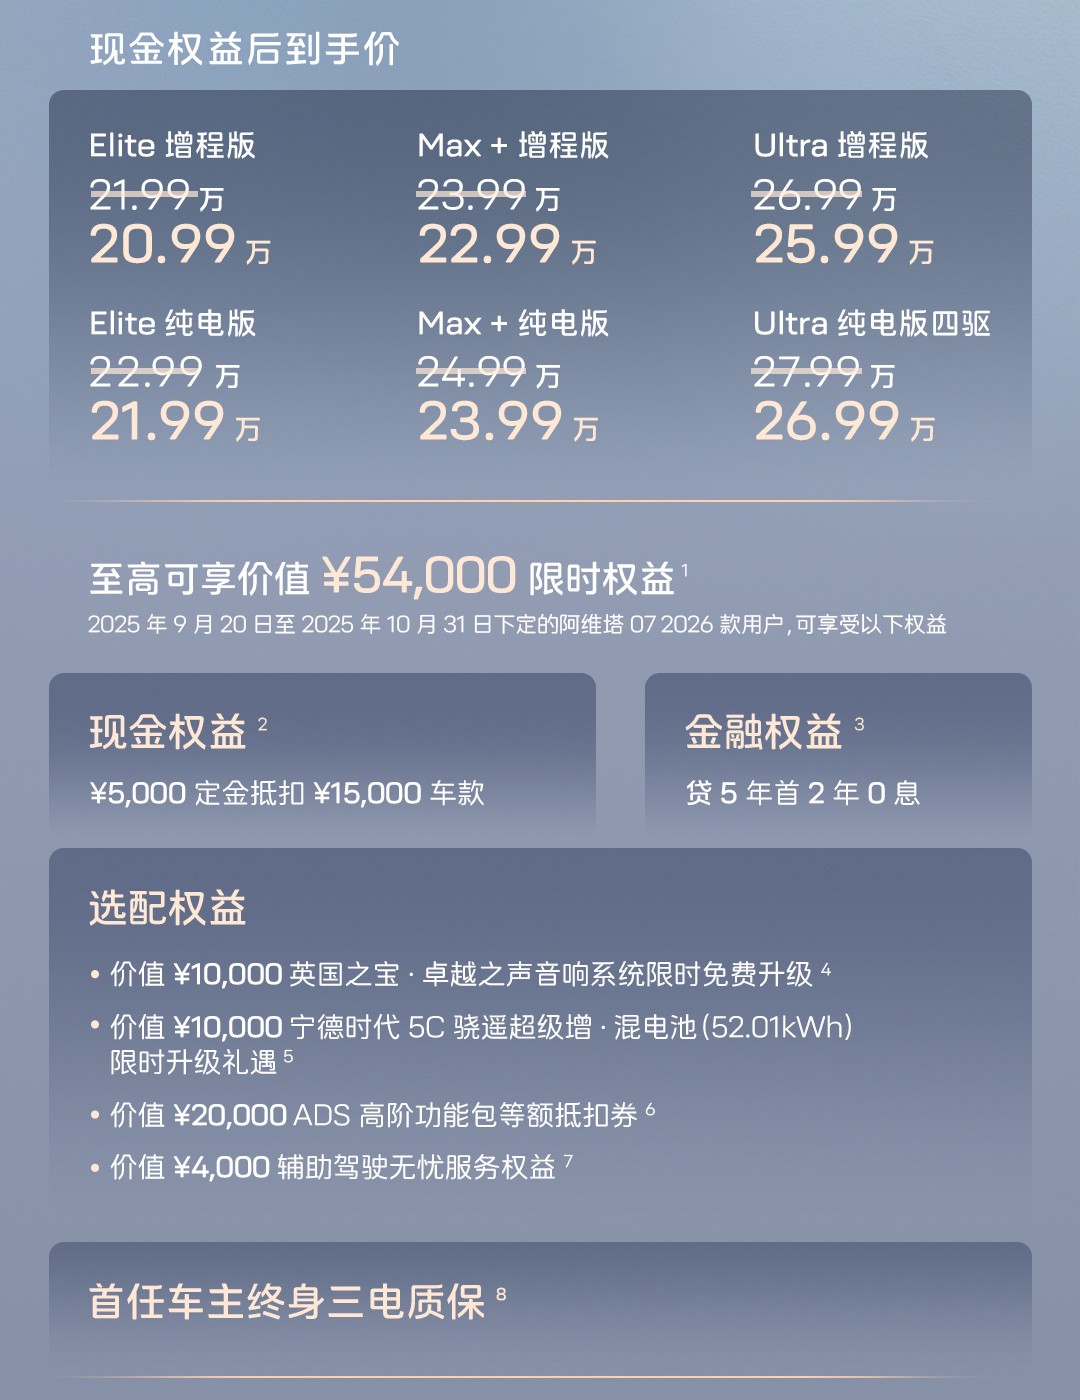 现金权益后到手价
Elite 增程版 Max + 增程版 Ultra 增程版
21.99 万 23.99 万 26.99 万
20.99 万 22.99 万 25.99 万
Elite 纯电版 Max + 纯电版 Ultra 纯电版四驱
22.99 万 24.99 万 27.99 万
21.99 万 23.99 万 26.99 万
至高可享价值 ¥54,000 限时权益 1
2025 年 9 月 20 日至 2025 年 10 月 31 日下定的阿维塔 07 2026 款用户,可享受以下权益
现金权益 2
¥5,000 定金抵扣 ¥15,000 车款
金融权益 3
贷 5 年首 2 年 0 息
选配权益
• 价值 ¥10,000 英国之宝 · 卓越之声音响系统限时免费升级 4
• 价值 ¥10,000 宁德时代 5C 骁遥超级增 · 混电池(52.01kWh)
限时升级礼遇 5
• 价值 ¥20,000 ADS 高阶功能包等额抵扣券 6
• 价值 ¥4,000 辅助驾驶无忧服务权益 7
首任车主终身三电质保 8